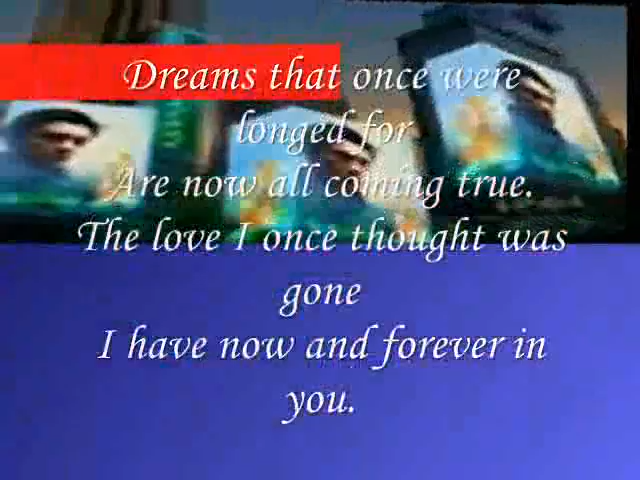 Dreams that once were
longed for
Are now all coming true.
The love I once thought was
gone
I have now and forever in
you.